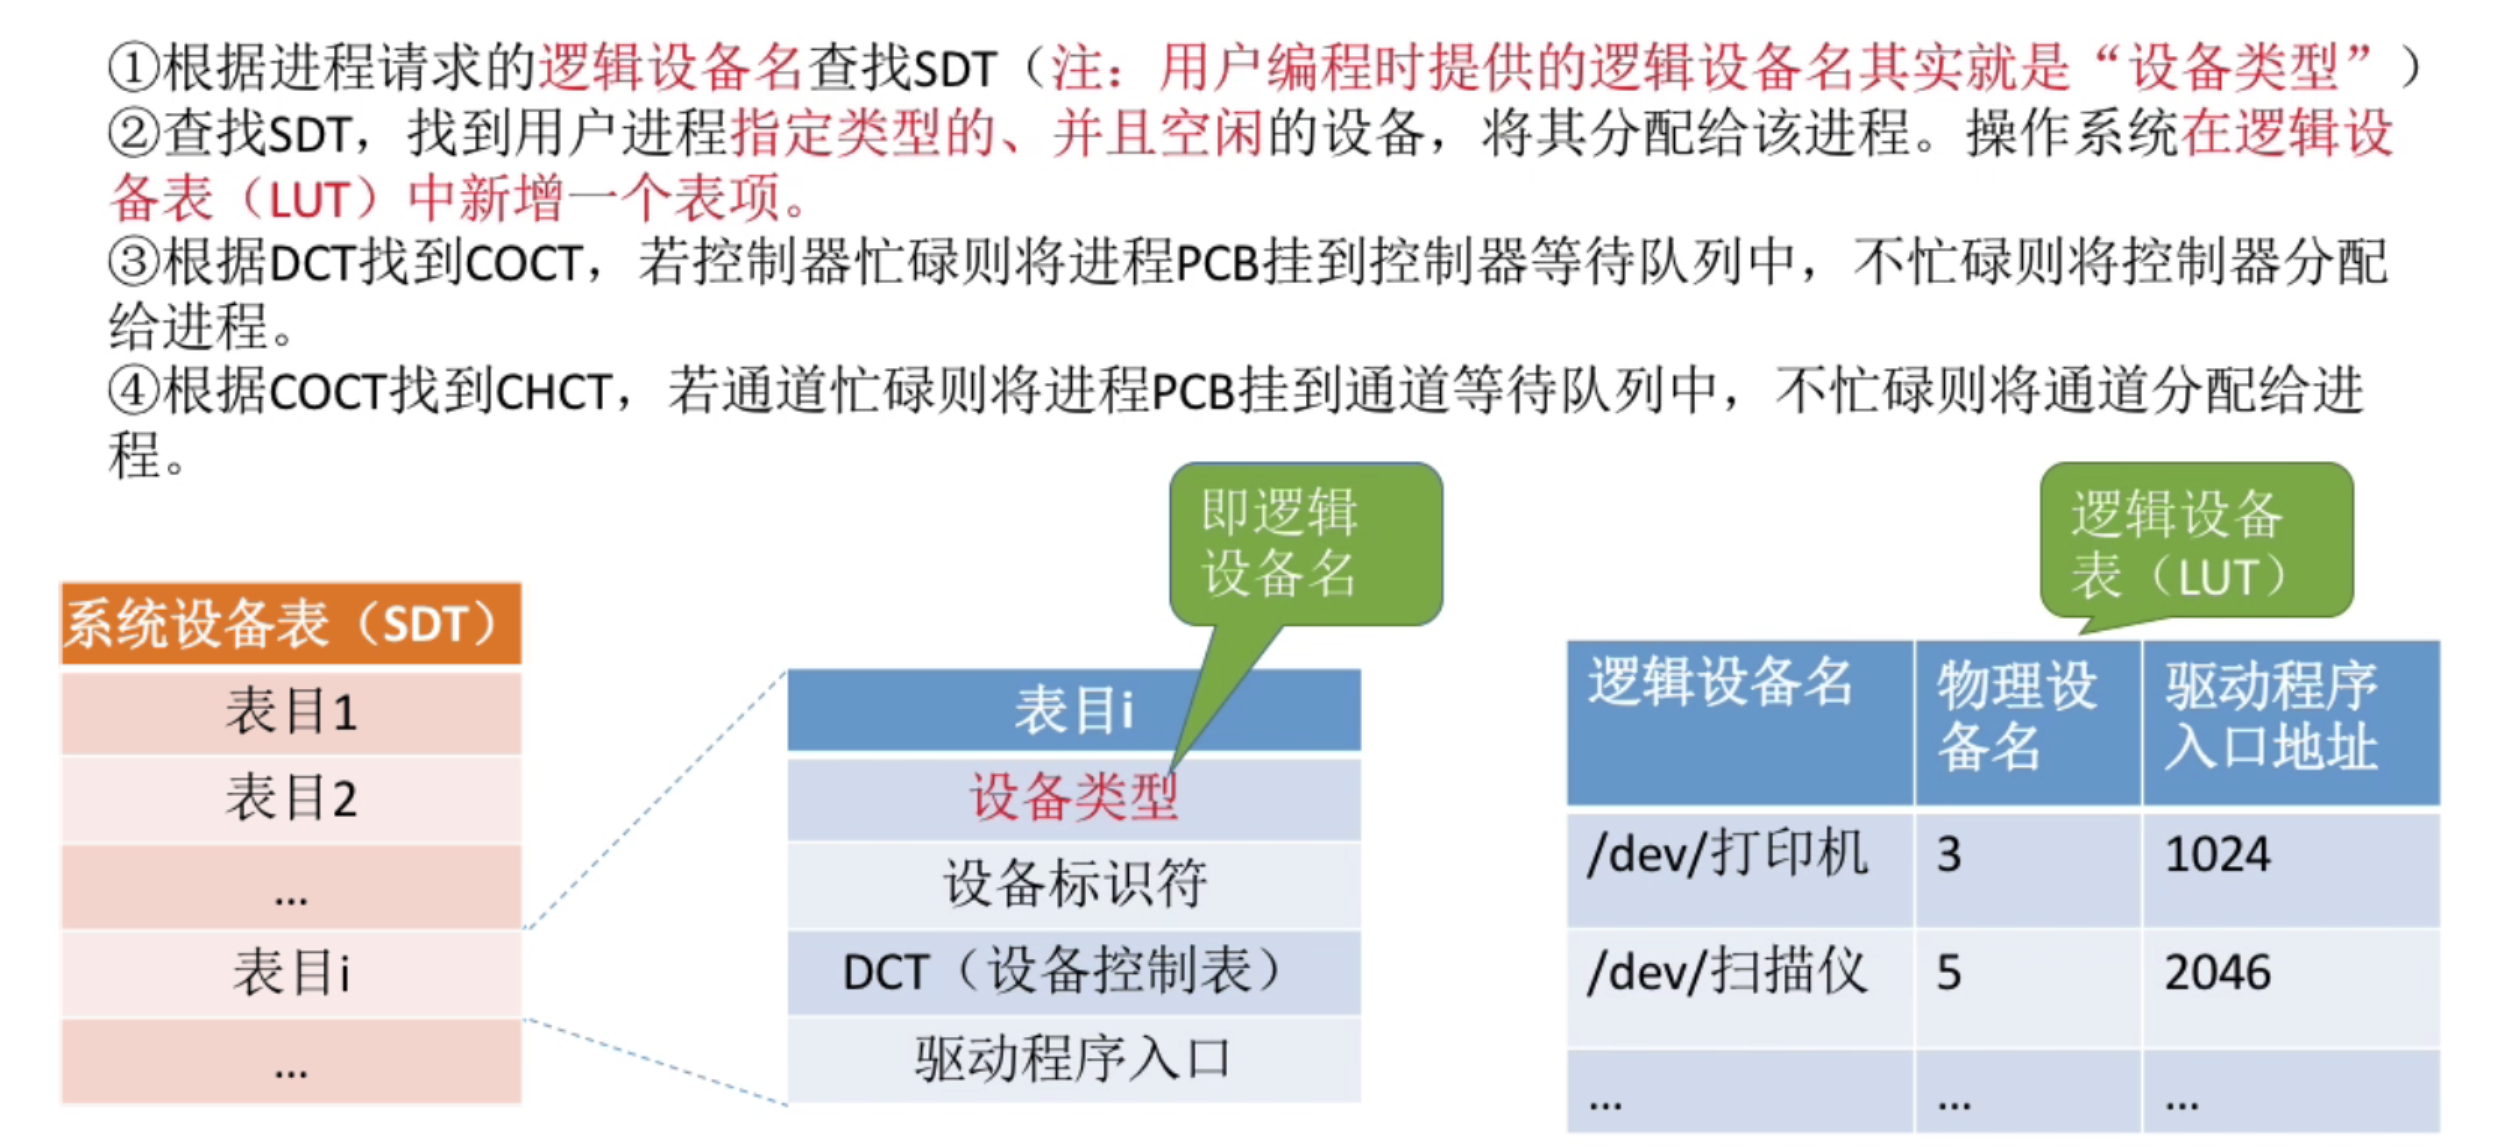 ①根据进程请求的逻辑设备名查找SDT（注：用户编程时提供的逻辑设备名其实就是“设备类型”）
②查找SDT，找到用户进程指定类型的、并且空闲的设备，将其分配给该进程。操作系统在逻辑设
备表（LUT）中新增一个表项。
③根据DCT找到COCT，若控制器忙碌则将进程PCB挂到控制器等待队列中，不忙碌则将控制器分配
给进程。
④根据COCT找到CHCT，若通道忙碌则将进程PCB挂到通道等待队列中，不忙碌则将通道分配给进
程。
系统设备表（SDT）
表目1
表目2
...
表目i
...
即逻辑
设备名
表目i
设备类型
设备标识符
DCT（设备控制表）
驱动程序入口
逻辑设备
表（LUT）
逻辑设备名 物理设 驱动程序
备名 入口地址
/dev/打印机 3 1024
/dev/扫描仪 5 2046
... ... ...